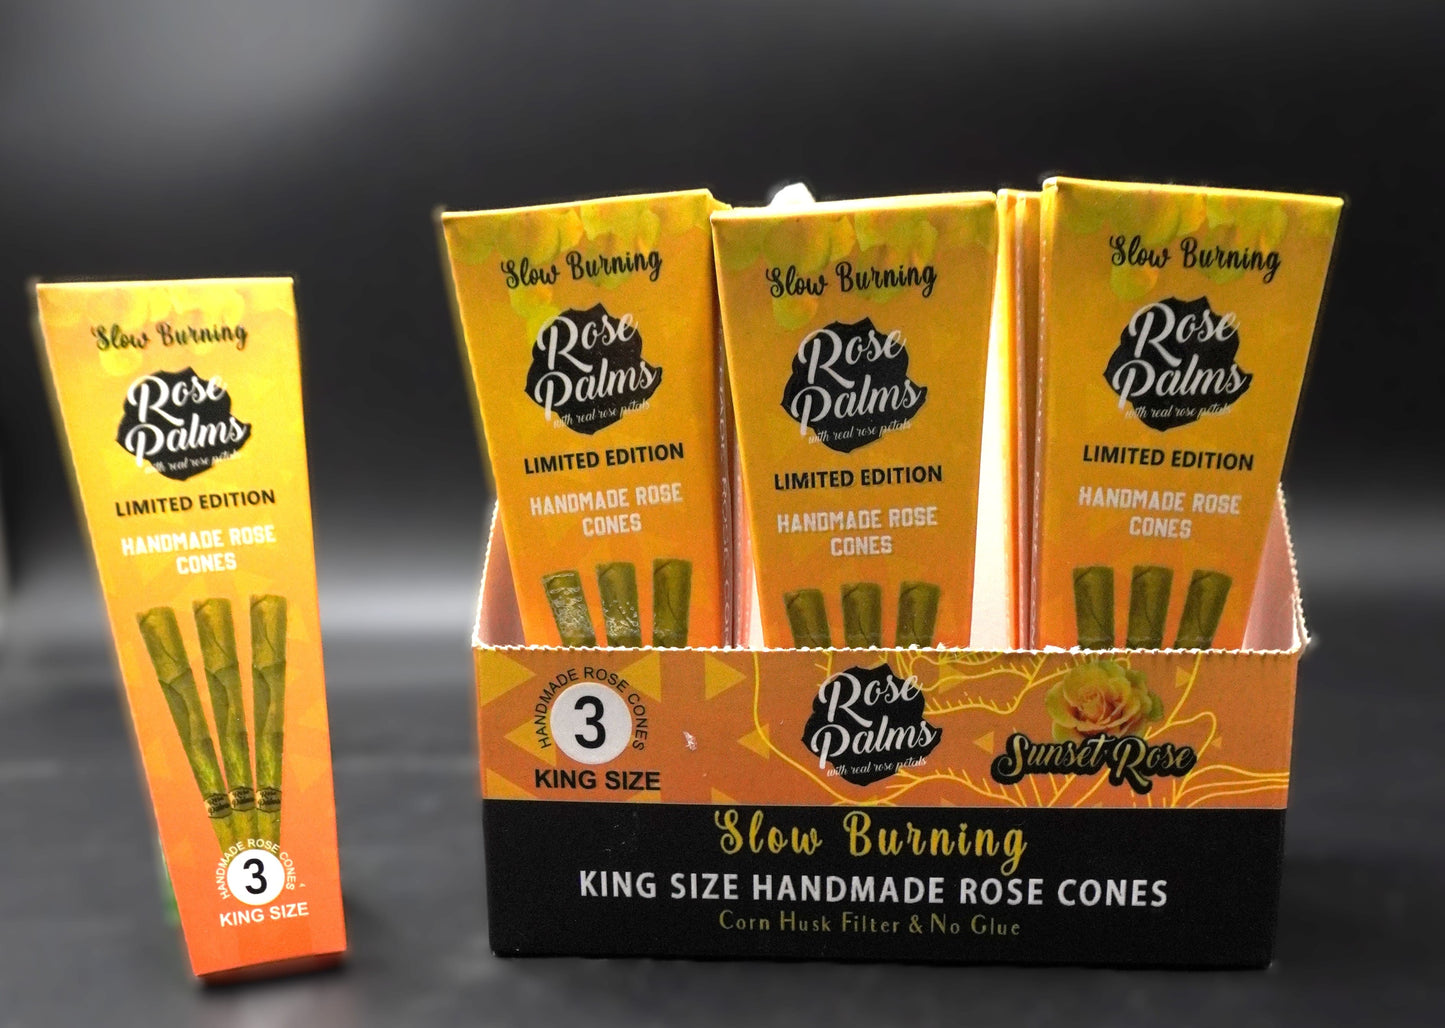 Slow Burning
Rose
Palms
with real rose petals
LIMITED EDITION
HANDMADE ROSE
CONES
HANDMADE ROSE CONES
3
KING SIZE
Slow Burning
Rose
Palms
with real rose petals
LIMITED EDITION
HANDMADE ROSE
CONES
Slow Burning
Rose
Palms
with real rose petals
LIMITED EDITION
HANDMADE ROSE
CONES
Slow Burning
Rose
Palms
with real rose petals
LIMITED EDITION
HANDMADE ROSE
CONES
HANDMADE ROSE CONES
3
KING SIZE
Rose
Palms
with real rose petals
Sunset Rose
Slow Burning
KING SIZE HANDMADE ROSE CONES
Corn Husk Filter & No Glue